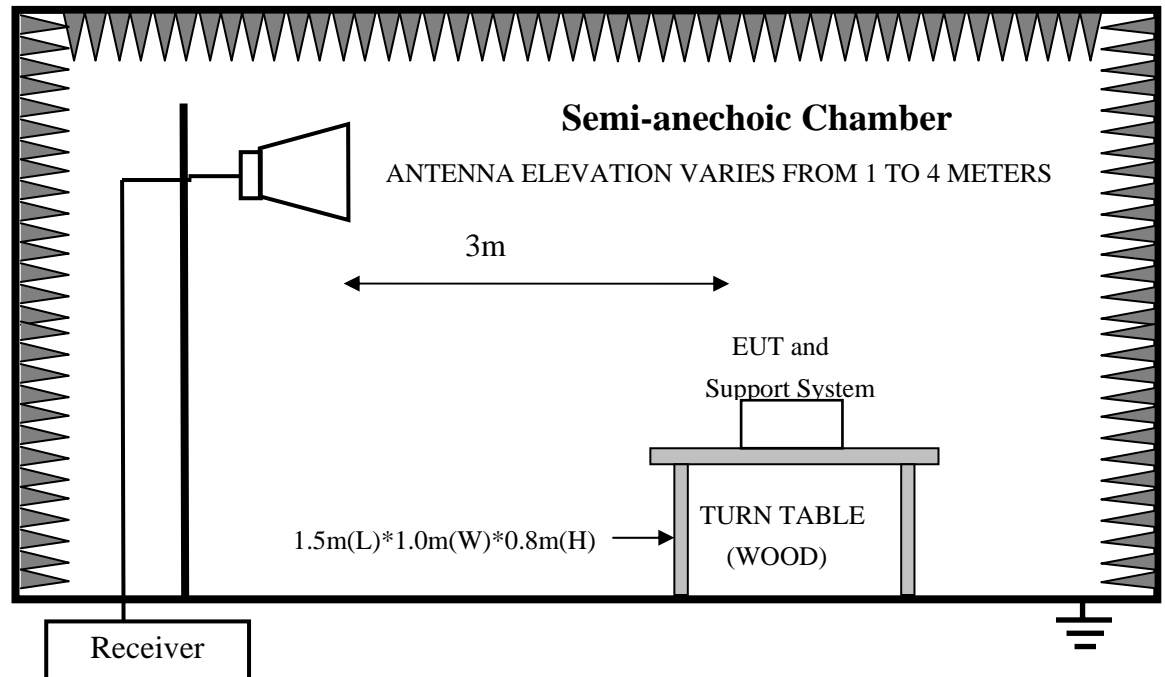 Semi-anechoic Chamber
ANTENNA ELEVATION VARIES FROM 1 TO 4 METERS
3m
EUT and
Support System
TURN TABLE
(WOOD)
1.5m(L)*1.0m(W)*0.8m(H)
Receiver